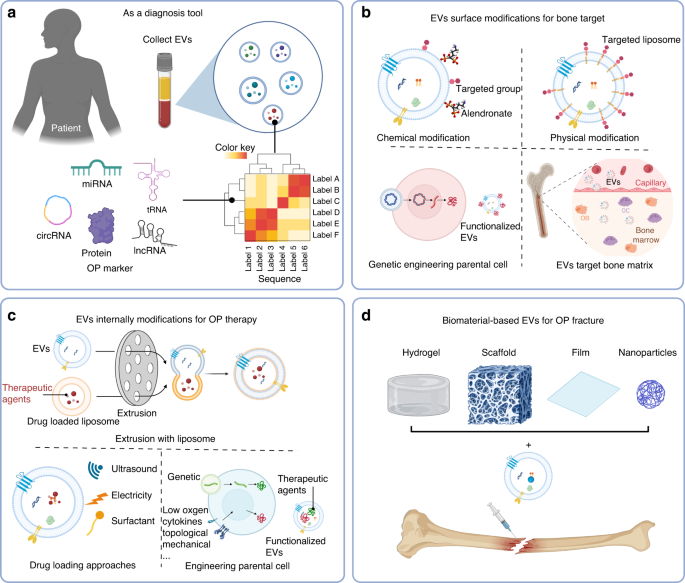 a
As a diagnosis tool
Collect EVs
Patient
miRNA
tRNA
circRNA
Protein
lncRNA
OP marker
Color key
Label A
Label B
Label C
Label D
Label E
Label F
Label 1
Label 2
Label 3
Label 4
Label 5
Label 6
Sequence
b
EVs surface modifications for bone target
Targeted group
Alendronate
Chemical modification
Targeted liposome
Physical modification
Functionalized
EVs
Genetic engineering parental cell
EVs
Capillary
OB
OC
Bone
marrow
EVs target bone matrix
c
EVs internally modifications for OP therapy
EVs
Therapeutic
agents
Drug loaded liposome
Extrusion
Extrusion with liposome
Ultrasound
Electricity
Surfactant
Drug loading approaches
Genetic
Low oxgen
cytokines
topological
mechanical
...
Therapeutic
agents
Functionalized
EVs
Engineering parental cell
d
Biomaterial-based EVs for OP fracture
Hydrogel
Scaffold
Film
Nanoparticles
+